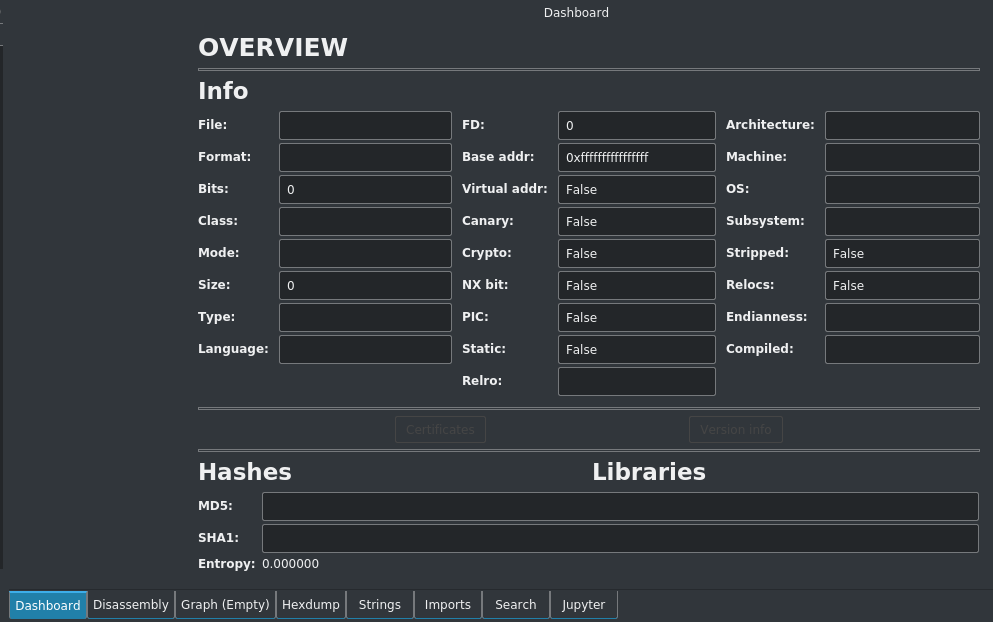 Dashboard
OVERVIEW
Info
File: FD: 0 Architecture:
Format: Base addr: 0xffffffffffffffff Machine:
Bits: 0 Virtual addr: False OS:
Class: Canary: False Subsystem:
Mode: Crypto: False Stripped: False
Size: 0 NX bit: False Relocs: False
Type: PIC: False Endianness:
Language: Static: False Compiled:
Relro:
Certificates Version info
Hashes Libraries
MD5:
SHA1:
Entropy: 0.000000
Dashboard Disassembly Graph (Empty) Hexdump Strings Imports Search Jupyter